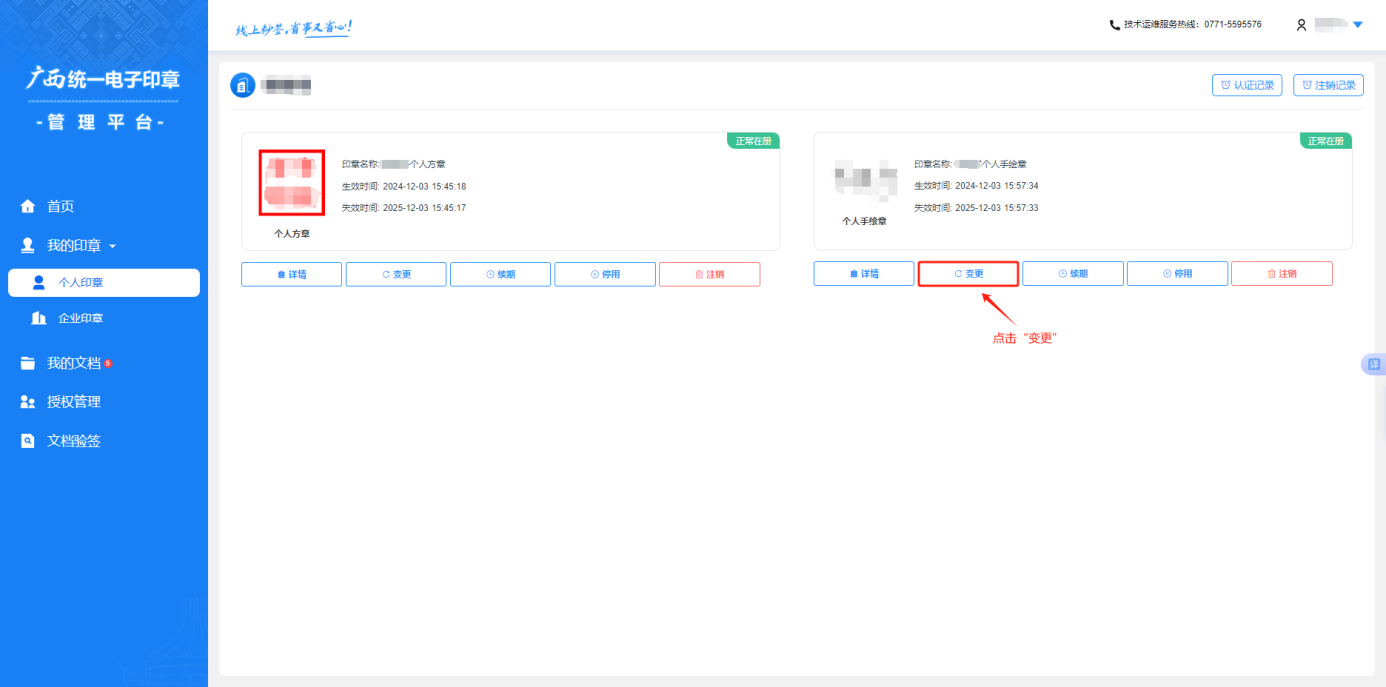 线上秒签，省事又省心！
技术运维服务热线：0771-5595576
广西统一电子印章
-管理平台-
首页
我的印章
个人印章
企业印章
我的文档 6
授权管理
文档验签
认证记录
注销记录
正常在册
印章名称: 个人方章
生效时间: 2024-12-03 15:45:18
失效时间: 2025-12-03 15:45:17
个人方章
详情 变更 续期 停用 注销
正常在册
印章名称: 个人手绘章
生效时间: 2024-12-03 15:57:34
失效时间: 2025-12-03 15:57:33
个人手绘章
详情 变更 续期 停用 注销
点击“变更”